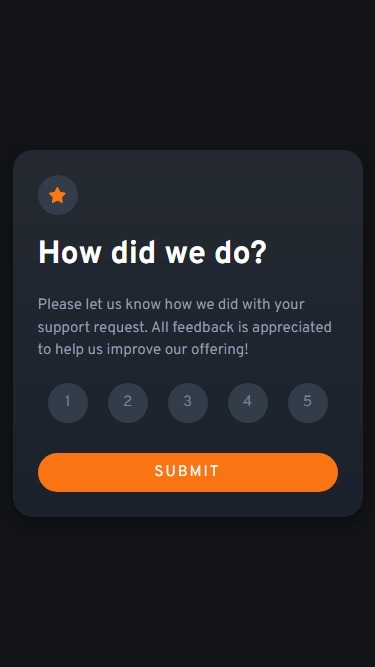 How did we do?
Please let us know how we did with your
support request. All feedback is appreciated
to help us improve our offering!
1 2 3 4 5
SUBMIT